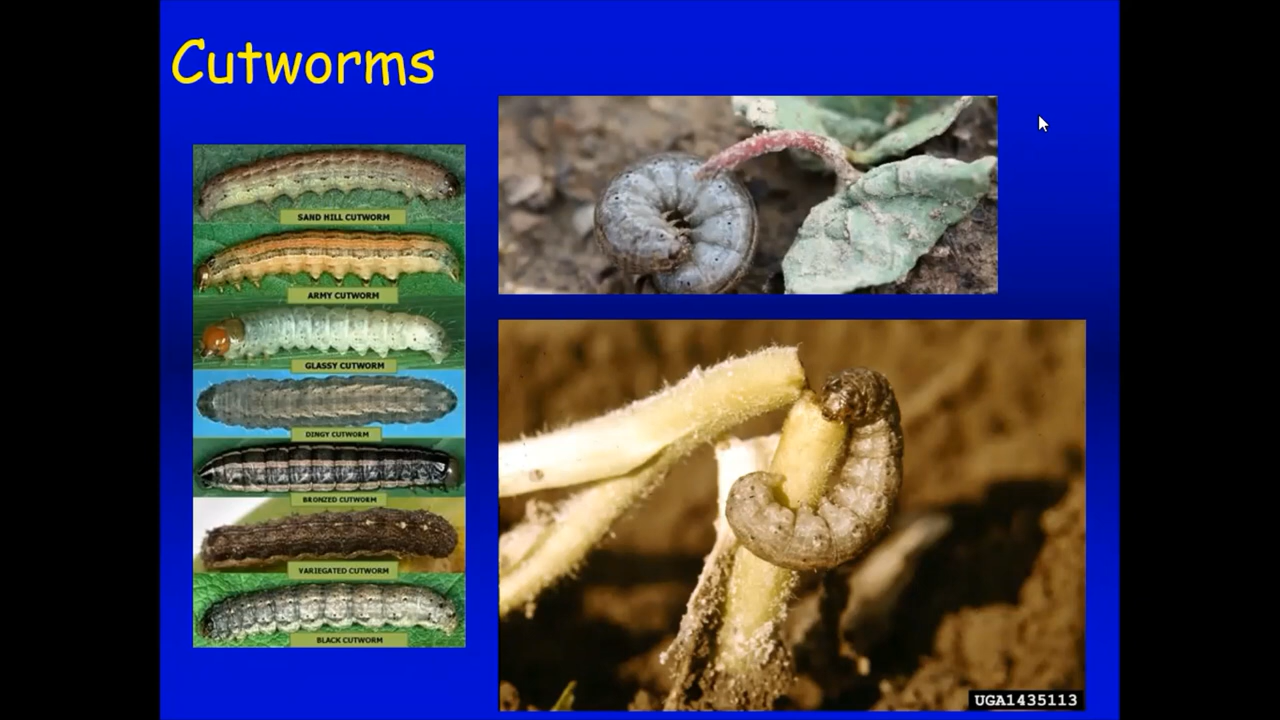 Cutworms
SAND HILL CUTWORM
ARMY CUTWORM
GLASSY CUTWORM
DINGY CUTWORM
BRONZED CUTWORM
VARIEGATED CUTWORM
BLACK CUTWORM
UGA1435113